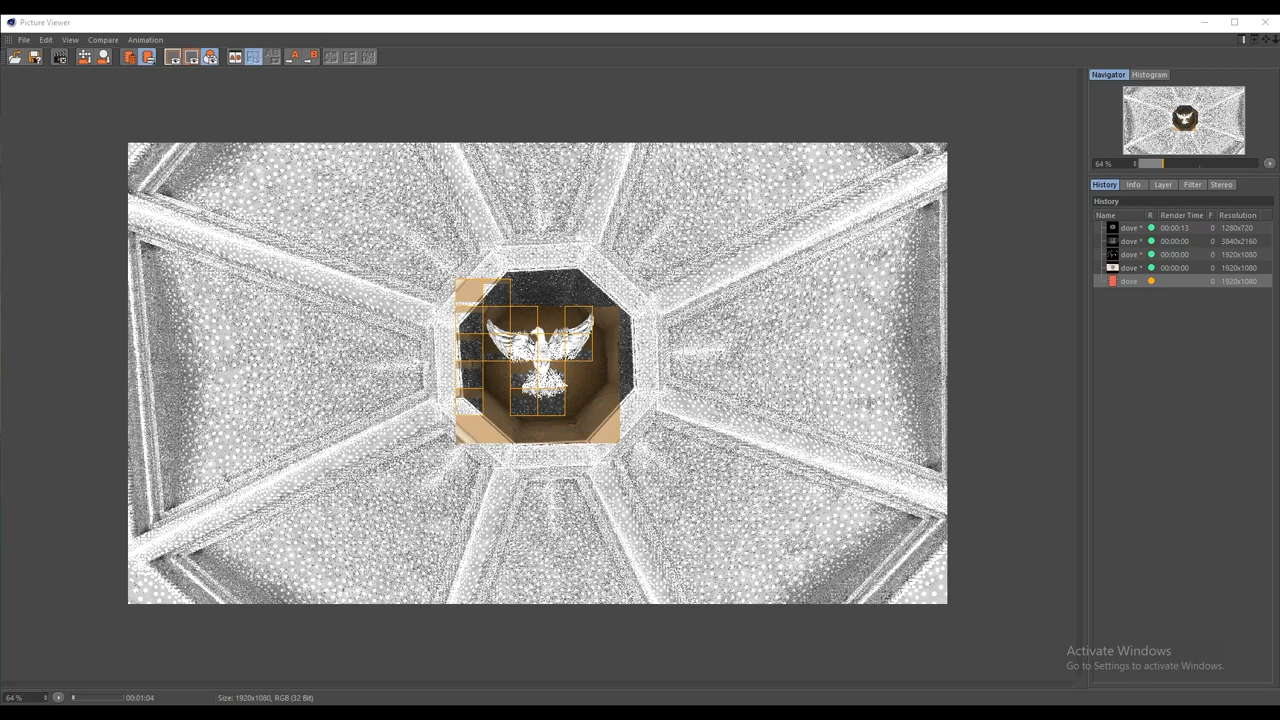 Picture Viewer
File Edit View Compare Animation
Navigator Histogram
64 %
History Info Layer Filter Stereo
History
Name R Render Time F Resolution
dove * 00:00:13 0 1280x720
dove * 00:00:00 0 3840x2160
dove * 00:00:00 0 1920x1080
dove * 00:00:00 0 1920x1080
dove 0 1920x1080
Activate Windows
Go to Settings to activate Windows.
64 % 00:01:04 Size: 1920x1080, RGB (32 Bit)